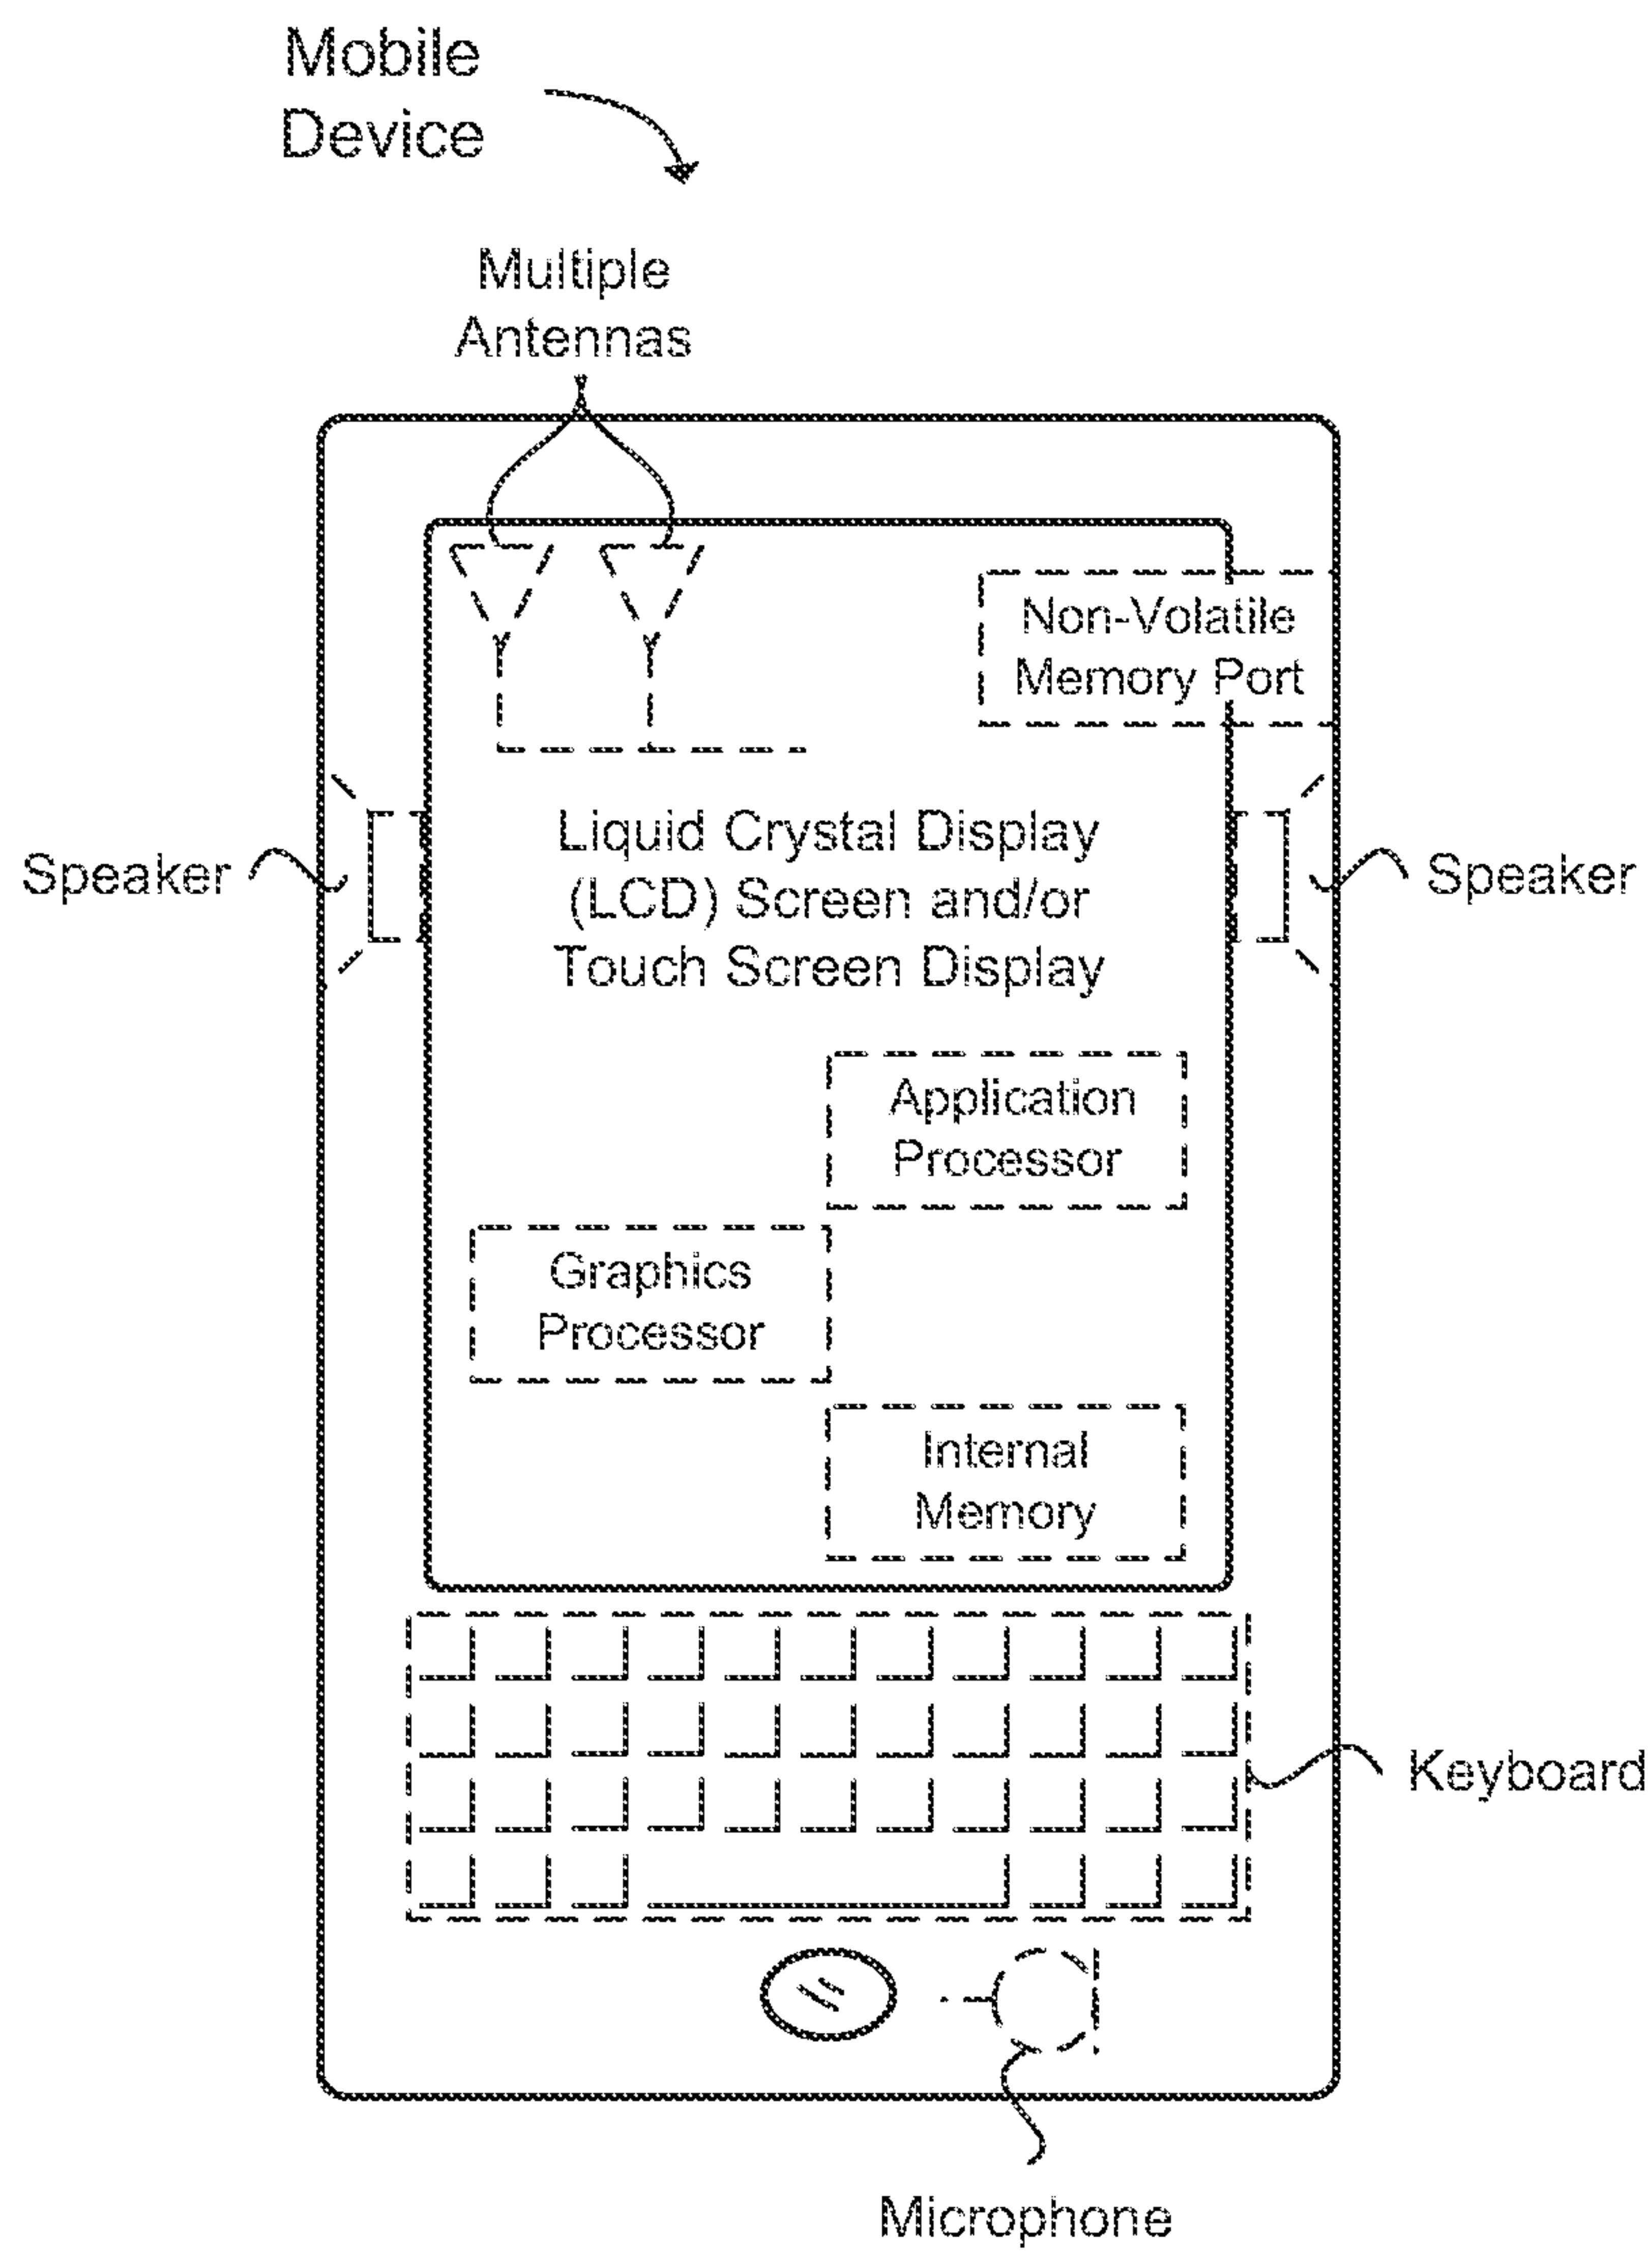 Mobile
Device
Multiple
Antennas
Non-Volatile
Memory Port
Liquid Crystal Display
(LCD) Screen and/or
Touch Screen Display
Speaker
Speaker
Application
Processor
Graphics
Processor
Internal
Memory
Keyboard
Microphone